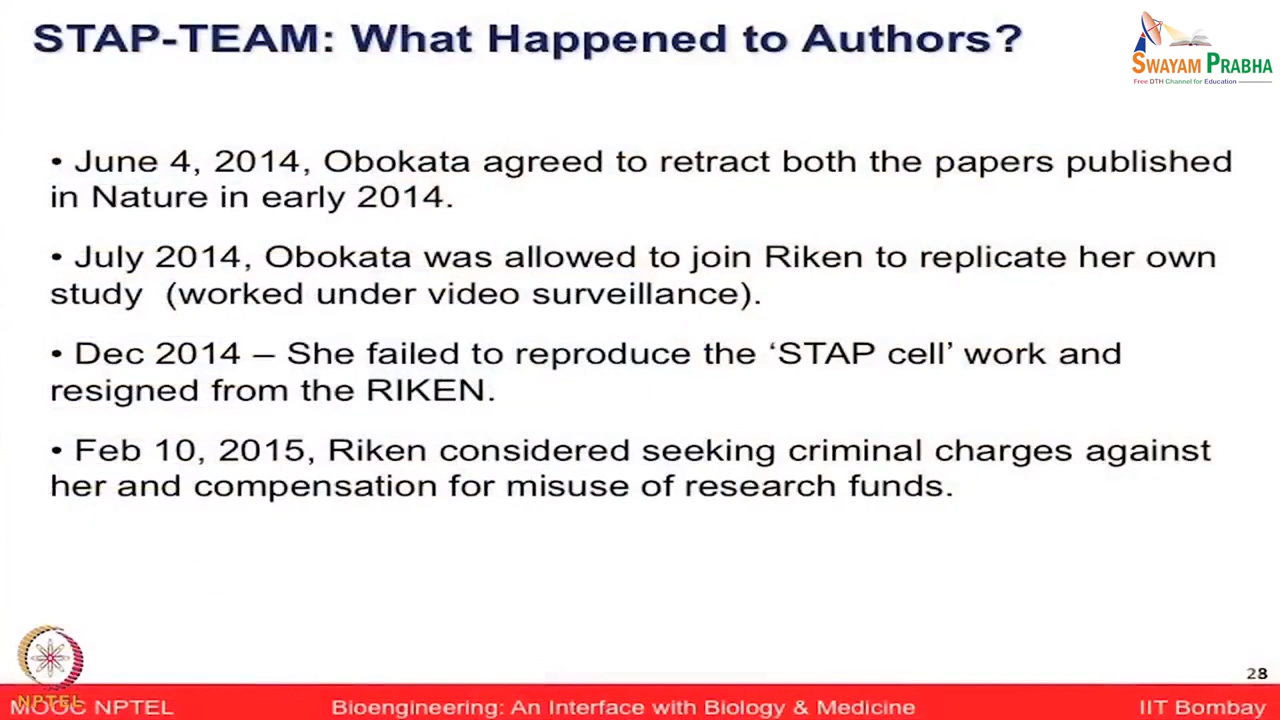 STAP-TEAM: What Happened to Authors?
SWAYAM PRABHA
Free DTH Channel for Education
• June 4, 2014, Obokata agreed to retract both the papers published
in Nature in early 2014.
• July 2014, Obokata was allowed to join Riken to replicate her own
study (worked under video surveillance).
• Dec 2014 – She failed to reproduce the ‘STAP cell’ work and
resigned from the RIKEN.
• Feb 10, 2015, Riken considered seeking criminal charges against
her and compensation for misuse of research funds.
28
NPTEL
MOOC NPTEL Bioengineering: An Interface with Biology & Medicine IIT Bombay